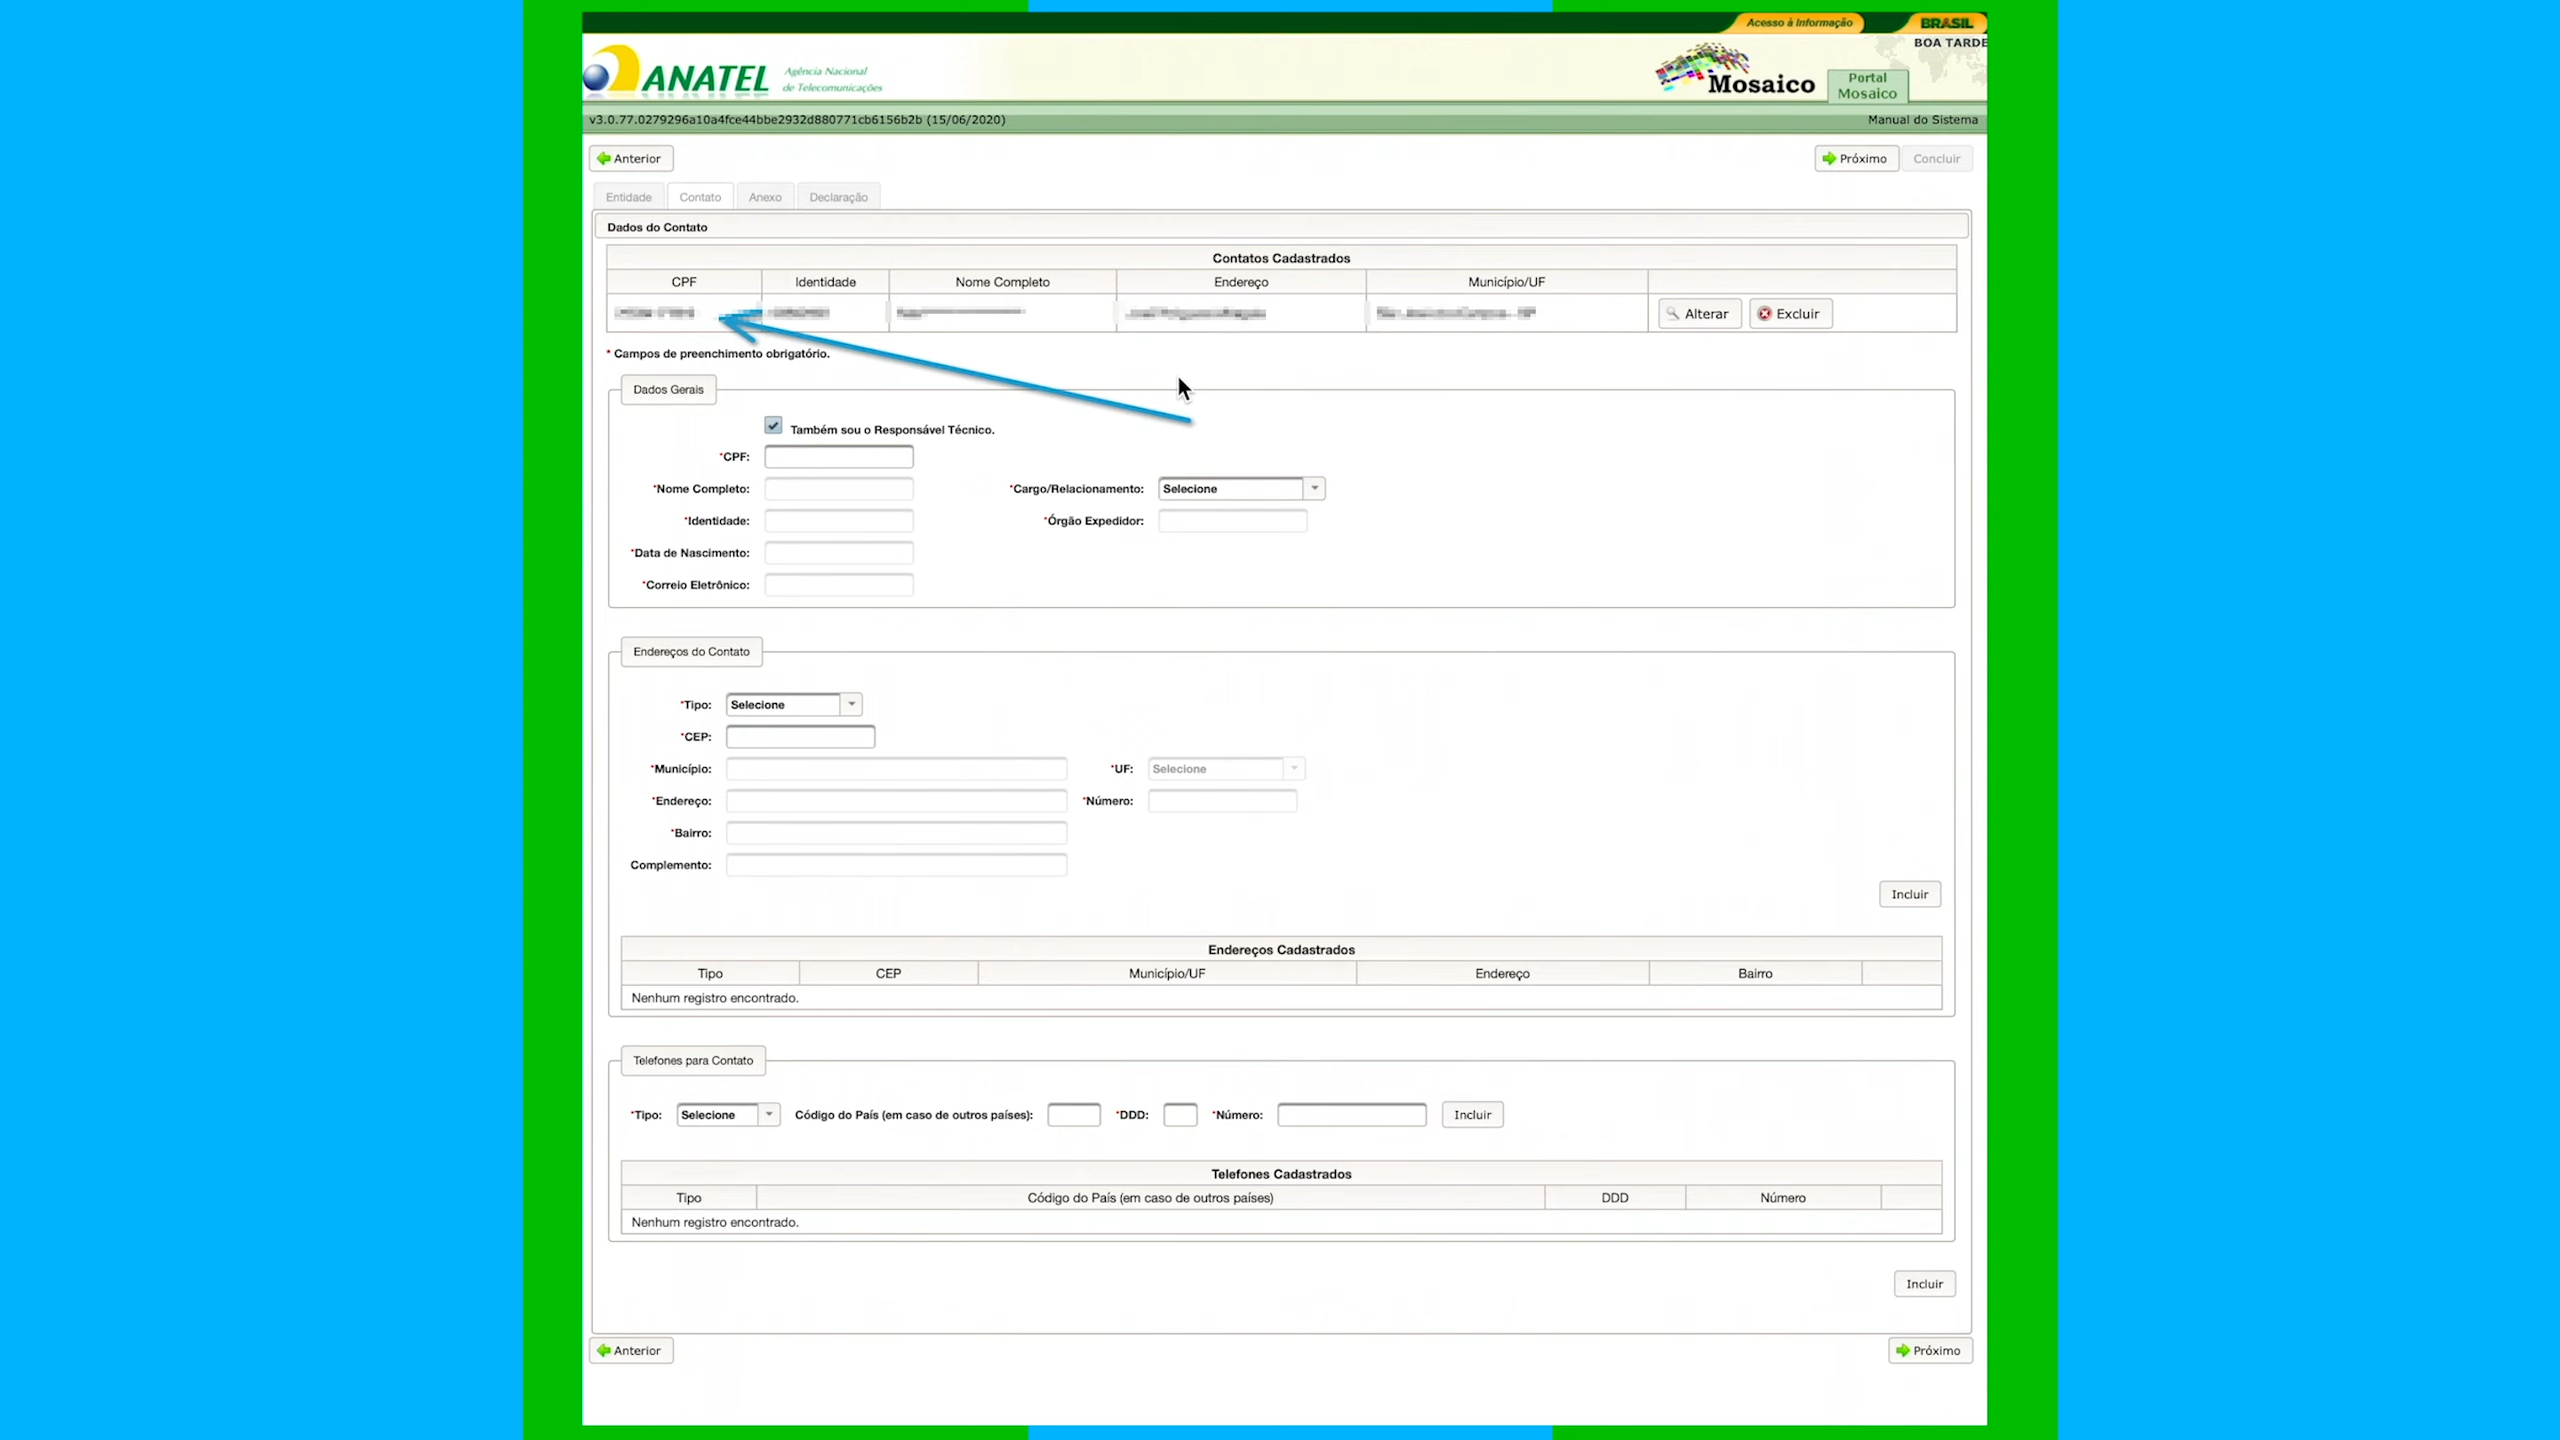 Acesso à Informação
BRASIL
BOA TARDE
ANATEL
Agência Nacional
de Telecomunicações
Mosaico
Portal
Mosaico
v3.0.77.0279296a10a4fce44bbe2932d880771cb6156b2b (15/06/2020)
Manual do Sistema
Anterior
Próximo
Concluir
Entidade
Contato
Anexo
Declaração
Dados do Contato
Contatos Cadastrados
CPF
Identidade
Nome Completo
Endereço
Município/UF
Alterar
Excluir
* Campos de preenchimento obrigatório.
Dados Gerais
Também sou o Responsável Técnico.
*CPF:
*Nome Completo:
*Cargo/Relacionamento:
Selecione
*Identidade:
*Órgão Expedidor:
*Data de Nascimento:
*Correio Eletrônico:
Endereços do Contato
*Tipo:
Selecione
*CEP:
*Município:
*UF:
Selecione
*Endereço:
*Número:
*Bairro:
Complemento:
Incluir
Endereços Cadastrados
Tipo
CEP
Município/UF
Endereço
Bairro
Nenhum registro encontrado.
Telefones para Contato
*Tipo:
Selecione
Código do País (em caso de outros países):
*DDD:
*Número:
Incluir
Telefones Cadastrados
Tipo
Código do País (em caso de outros países)
DDD
Número
Nenhum registro encontrado.
Incluir
Anterior
Próximo